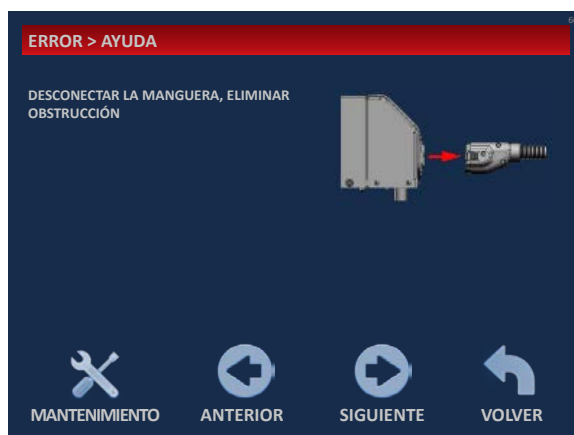 ERROR > AYUDA
DESCONECTAR LA MANGUERA, ELIMINAR
OBSTRUCCIÓN
MANTENIMIENTO
ANTERIOR
SIGUIENTE
VOLVER